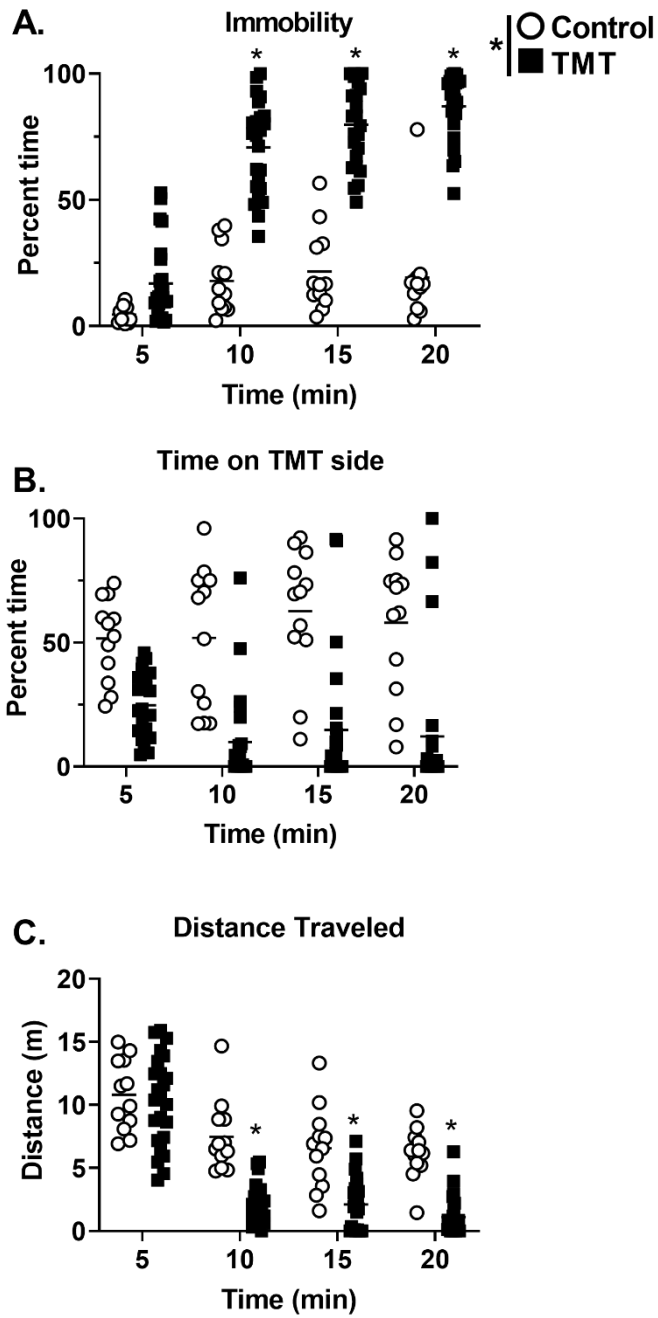 A.
Immobility
* Control
TMT
* * *
100
50
0
Percent time
5 10 15 20
Time (min)
B.
Time on TMT side
100
50
0
Percent time
5 10 15 20
Time (min)
C.
Distance Traveled
20
15
10
5
0
Distance (m)
* * *
5 10 15 20
Time (min)